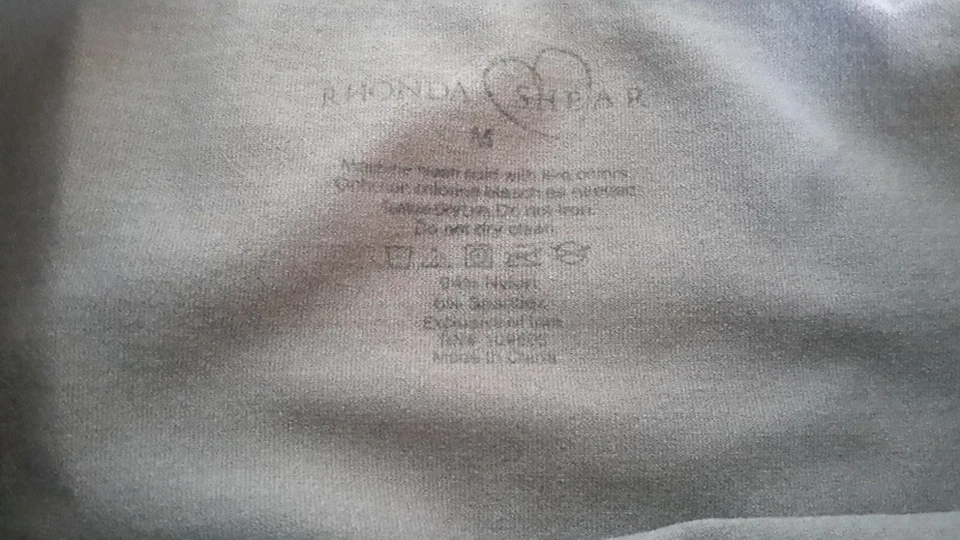 RHONDA SHEAR
M
Machine wash cold with like colors.
Only non chlorine bleach as needed.
Tumble dry low. Do not iron.
Do not dry clean.
94% Nylon
6% Spandex
Exclusive of trim
RN#
Made in China